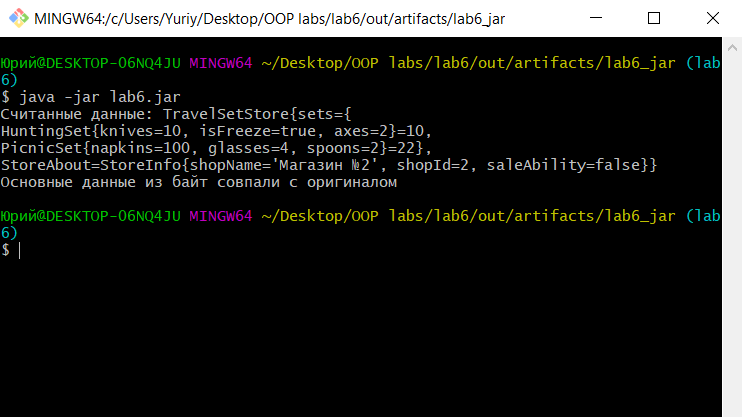 MINGW64:/c/Users/Yuriy/Desktop/OOP labs/lab6/out/artifacts/lab6_jar
Юрий@DESKTOP-O6NQ4JU MINGW64 ~/Desktop/OOP labs/lab6/out/artifacts/lab6_jar (lab
6)
$ java -jar lab6.jar
Считанные данные: TravelSetStore{sets={
HuntingSet{knives=10, isFreeze=true, axes=2}=10,
PicnicSet{napkins=100, glasses=4, spoons=2}=22},
StoreAbout=StoreInfo{shopName='Магазин №2', shopId=2, saleAbility=false}}
Основные данные из байт совпали с оригиналом
Юрий@DESKTOP-O6NQ4JU MINGW64 ~/Desktop/OOP labs/lab6/out/artifacts/lab6_jar (lab
6)
$